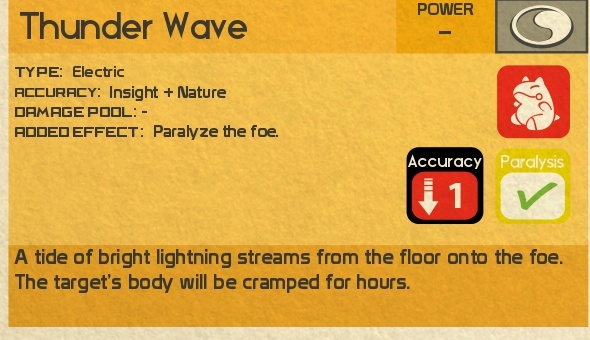 Thunder Wave
POWER
–
TYPE: Electric
ACCURACY: Insight + Nature
DAMAGE POOL: -
ADDED EFFECT: Paralyze the foe.
Accuracy
1
Paralysis
A tide of bright lightning streams from the floor onto the foe.
The target's body will be cramped for hours.